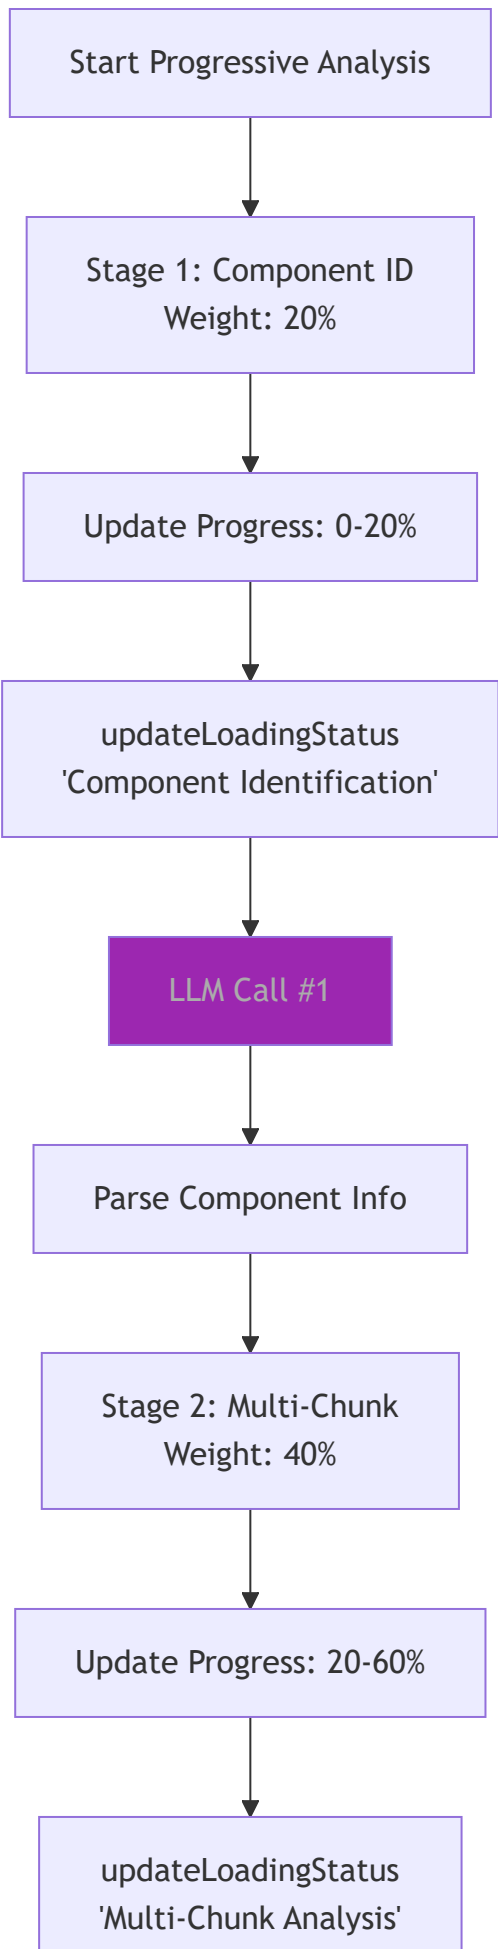 Start Progressive Analysis
Stage 1: Component ID
Weight: 20%
Update Progress: 0-20%
updateLoadingStatus
'Component Identification'
LLM Call #1
Parse Component Info
Stage 2: Multi-Chunk
Weight: 40%
Update Progress: 20-60%
updateLoadingStatus
'Multi-Chunk Analysis'